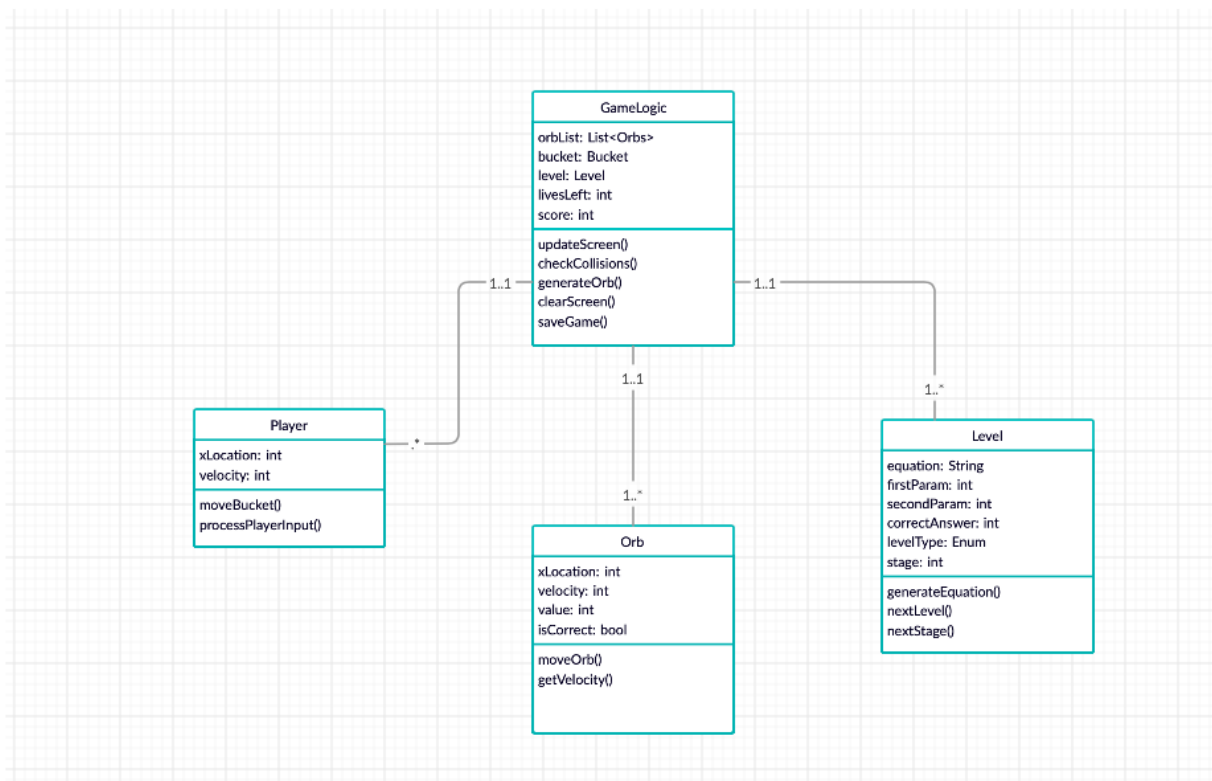 GameLogic
orbList: List<Orbs>
bucket: Bucket
level: Level
livesLeft: int
score: int
updateScreen()
checkCollisions()
generateOrb()
clearScreen()
saveGame()
1..1
1..1
1..1
1..*
.*
1..*
Player
xLocation: int
velocity: int
moveBucket()
processPlayerInput()
Orb
xLocation: int
velocity: int
value: int
isCorrect: bool
moveOrb()
getVelocity()
Level
equation: String
firstParam: int
secondParam: int
correctAnswer: int
levelType: Enum
stage: int
generateEquation()
nextLevel()
nextStage()